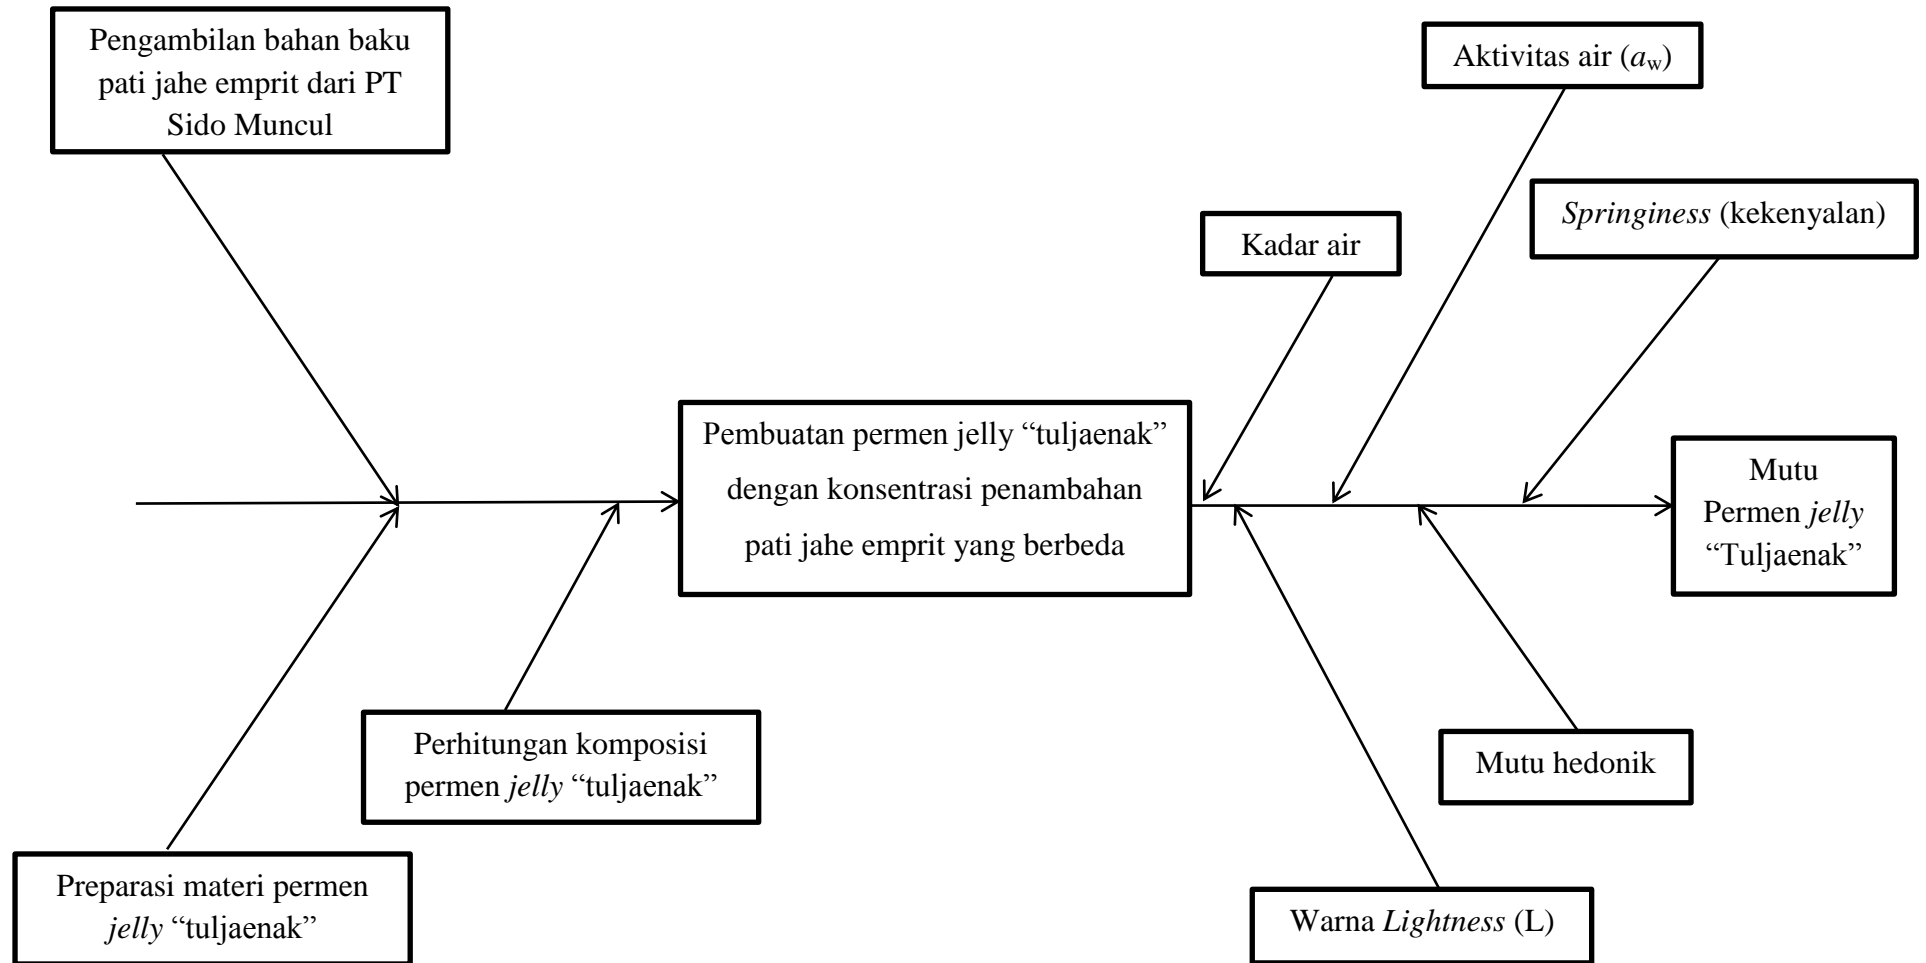 Pengambilan bahan baku
pati jahe emprit dari PT
Sido Muncul
Aktivitas air (aw)
Springiness (kekenyalan)
Kadar air
Pembuatan permen jelly “tuljaenak”
dengan konsentrasi penambahan
pati jahe emprit yang berbeda
Mutu
Permen jelly
“Tuljaenak”
Perhitungan komposisi
permen jelly “tuljaenak”
Mutu hedonik
Preparasi materi permen
jelly “tuljaenak”
Warna Lightness (L)